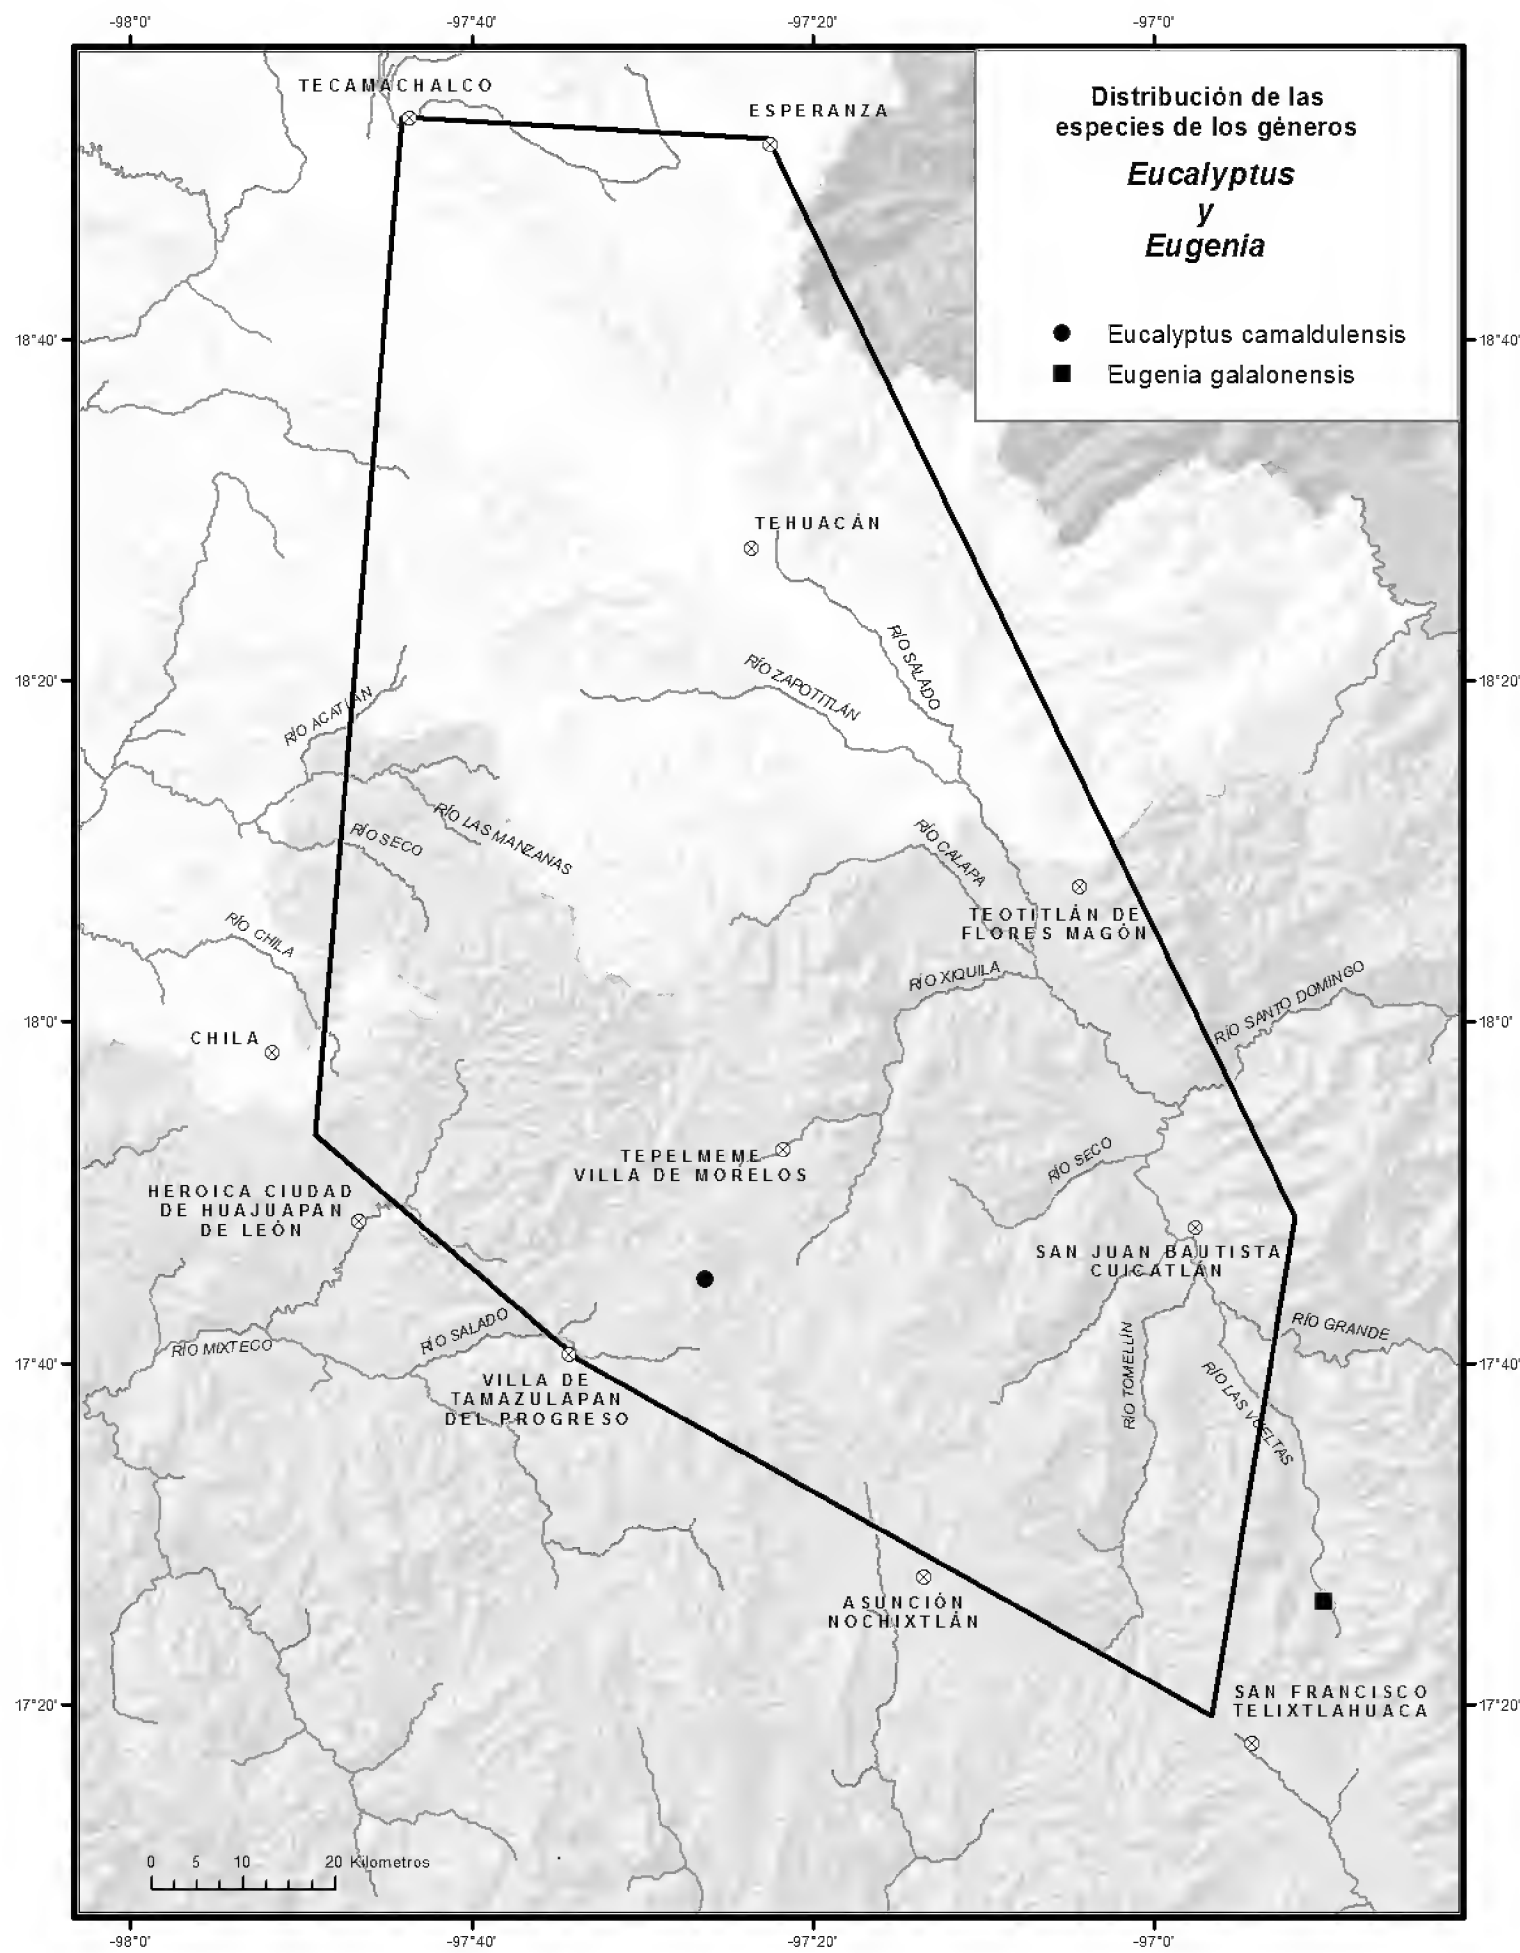 -98°0'
-97°40'
-97°20'
-97°0'
TECAMACHALCO
ESPERANZA
Distribución de las
especies de los géneros
Eucalyptus
y
Eugenia
Eucalyptus camaldulensis
Eugenia galalonensis
18°40'
18°40'
TEHUACÁN
RÍO SALADO
RÍO ZAPOTITLÁN
18°20'
18°20'
RÍO ACATLÁN
RÍO LAS MANZANAS
RÍO SECO
RÍO CALAPA
TEOTITLÁN DE
FLORES MAGÓN
RÍO CHILA
RÍO XIQUILA
RÍO SANTO DOMINGO
18°0'
18°0'
CHILA
TEPELMEME
VILLA DE MORELOS
RÍO SECO
HEROICA CIUDAD
DE HUAJUAPAN
DE LEÓN
SAN JUAN BAUTISTA
CUICATLÁN
RÍO SALADO
RÍO MIXTECO
RÍO GRANDE
RÍO TOMELLÍN
RÍO LAS VUELTAS
17°40'
17°40'
VILLA DE
TAMAZULAPAN
DEL PROGRESO
ASUNCIÓN
NOCHIXTLÁN
17°20'
17°20'
SAN FRANCISCO
TELIXTLAHUACA
0 5 10 20 Kilometros
-98°0'
-97°40'
-97°20'
-97°0'